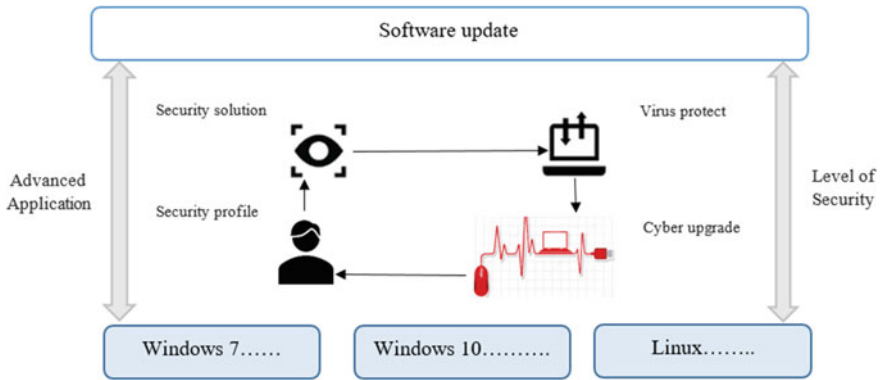 Software update
Security solution
Virus protect
Advanced
Application
Level of
Security
Security profile
Cyber upgrade
Windows 7……
Windows 10……….
Linux……..